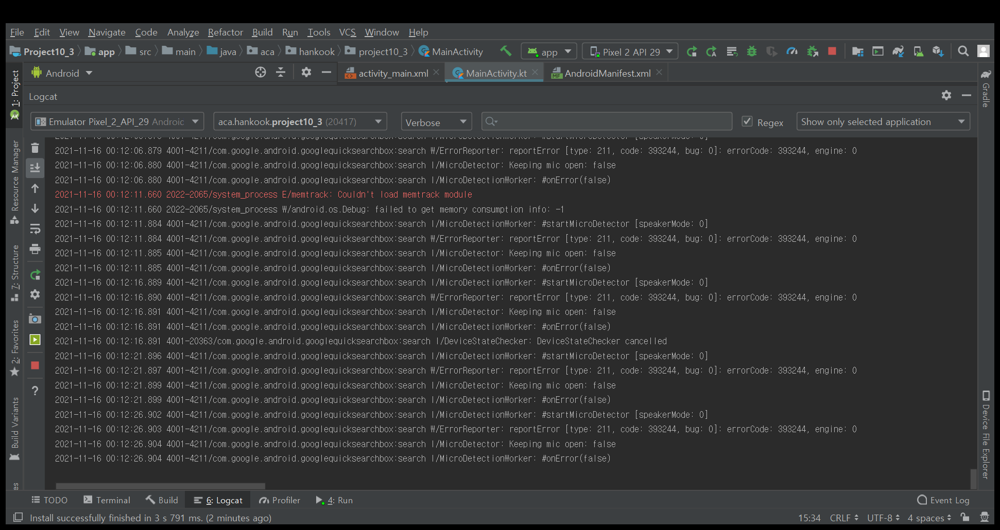 File Edit View Navigate Code Analyze Refactor Build Run Tools VCS Window Help
Project10_3 app src main java aca hankook project10_3 MainActivity app Pixel 2 API 29
Android activity_main.xml MainActivity.kt AndroidManifest.xml
Logcat
Emulator Pixel_2_API_29 Androic aca.hankook.project10_3 (20417) Verbose Regex Show only selected application
2021-11-16 00:12:06.879 4001-4211/com.google.android.googlequicksearchbox:search W/ErrorReporter: reportError [type: 211, code: 393244, bug: 0]: errorCode: 393244, engine: 0
2021-11-16 00:12:06.880 4001-4211/com.google.android.googlequicksearchbox:search I/MicroDetector: Keeping mic open: false
2021-11-16 00:12:06.880 4001-4211/com.google.android.googlequicksearchbox:search I/MicroDetectionWorker: #onError(false)
2021-11-16 00:12:11.660 2022-2065/system_process E/memtrack: Couldn't load memtrack module
2021-11-16 00:12:11.660 2022-2065/system_process W/android.os.Debug: failed to get memory consumption info: -1
2021-11-16 00:12:11.884 4001-4211/com.google.android.googlequicksearchbox:search I/MicroDetectionWorker: #startMicroDetector [speakerMode: 0]
2021-11-16 00:12:11.884 4001-4211/com.google.android.googlequicksearchbox:search W/ErrorReporter: reportError [type: 211, code: 393244, bug: 0]: errorCode: 393244, engine: 0
2021-11-16 00:12:11.885 4001-4211/com.google.android.googlequicksearchbox:search I/MicroDetector: Keeping mic open: false
2021-11-16 00:12:11.885 4001-4211/com.google.android.googlequicksearchbox:search I/MicroDetectionWorker: #onError(false)
2021-11-16 00:12:16.889 4001-4211/com.google.android.googlequicksearchbox:search I/MicroDetectionWorker: #startMicroDetector [speakerMode: 0]
2021-11-16 00:12:16.890 4001-4211/com.google.android.googlequicksearchbox:search W/ErrorReporter: reportError [type: 211, code: 393244, bug: 0]: errorCode: 393244, engine: 0
2021-11-16 00:12:16.891 4001-4211/com.google.android.googlequicksearchbox:search I/MicroDetector: Keeping mic open: false
2021-11-16 00:12:16.891 4001-4211/com.google.android.googlequicksearchbox:search I/MicroDetectionWorker: #onError(false)
2021-11-16 00:12:16.891 4001-20363/com.google.android.googlequicksearchbox:search I/DeviceStateChecker: DeviceStateChecker cancelled
2021-11-16 00:12:21.896 4001-4211/com.google.android.googlequicksearchbox:search I/MicroDetectionWorker: #startMicroDetector [speakerMode: 0]
2021-11-16 00:12:21.897 4001-4211/com.google.android.googlequicksearchbox:search W/ErrorReporter: reportError [type: 211, code: 393244, bug: 0]: errorCode: 393244, engine: 0
2021-11-16 00:12:21.899 4001-4211/com.google.android.googlequicksearchbox:search I/MicroDetector: Keeping mic open: false
2021-11-16 00:12:21.899 4001-4211/com.google.android.googlequicksearchbox:search I/MicroDetectionWorker: #onError(false)
2021-11-16 00:12:26.902 4001-4211/com.google.android.googlequicksearchbox:search I/MicroDetectionWorker: #startMicroDetector [speakerMode: 0]
2021-11-16 00:12:26.903 4001-4211/com.google.android.googlequicksearchbox:search W/ErrorReporter: reportError [type: 211, code: 393244, bug: 0]: errorCode: 393244, engine: 0
2021-11-16 00:12:26.904 4001-4211/com.google.android.googlequicksearchbox:search I/MicroDetector: Keeping mic open: false
2021-11-16 00:12:26.904 4001-4211/com.google.android.googlequicksearchbox:search I/MicroDetectionWorker: #onError(false)
1: Project
Resource Manager
7: Structure
2: Favorites
Build Variants
Gradle
Device File Explorer
TODO Terminal Build 6: Logcat Profiler 4: Run Event Log
Install successfully finished in 3 s 791 ms. (2 minutes ago) 15:34 CRLF UTF-8 4 spaces